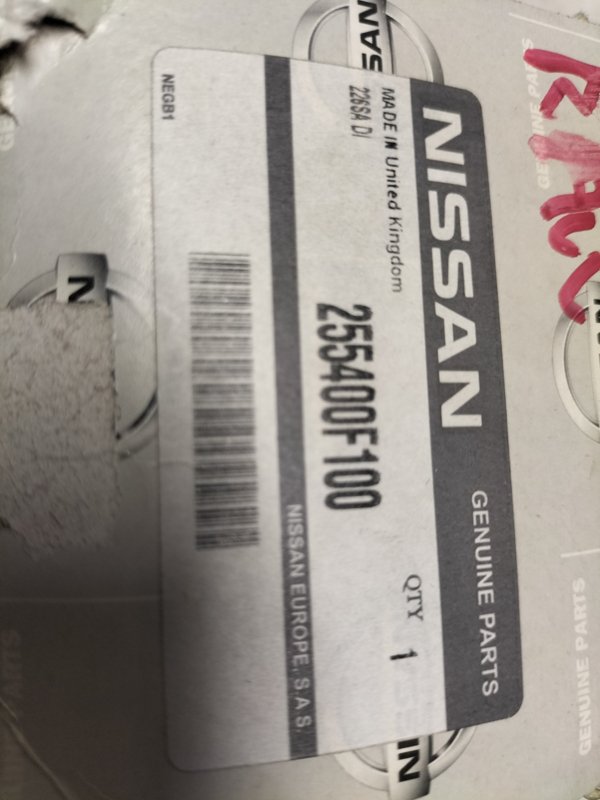 NISSAN
GENUINE PARTS
MADE IN United Kingdom
226SA DI
QTY 1
255400F100
NISSAN EUROPE, S.A.S.
NEGB1
GENUINE PARTS
GENUINE PARTS